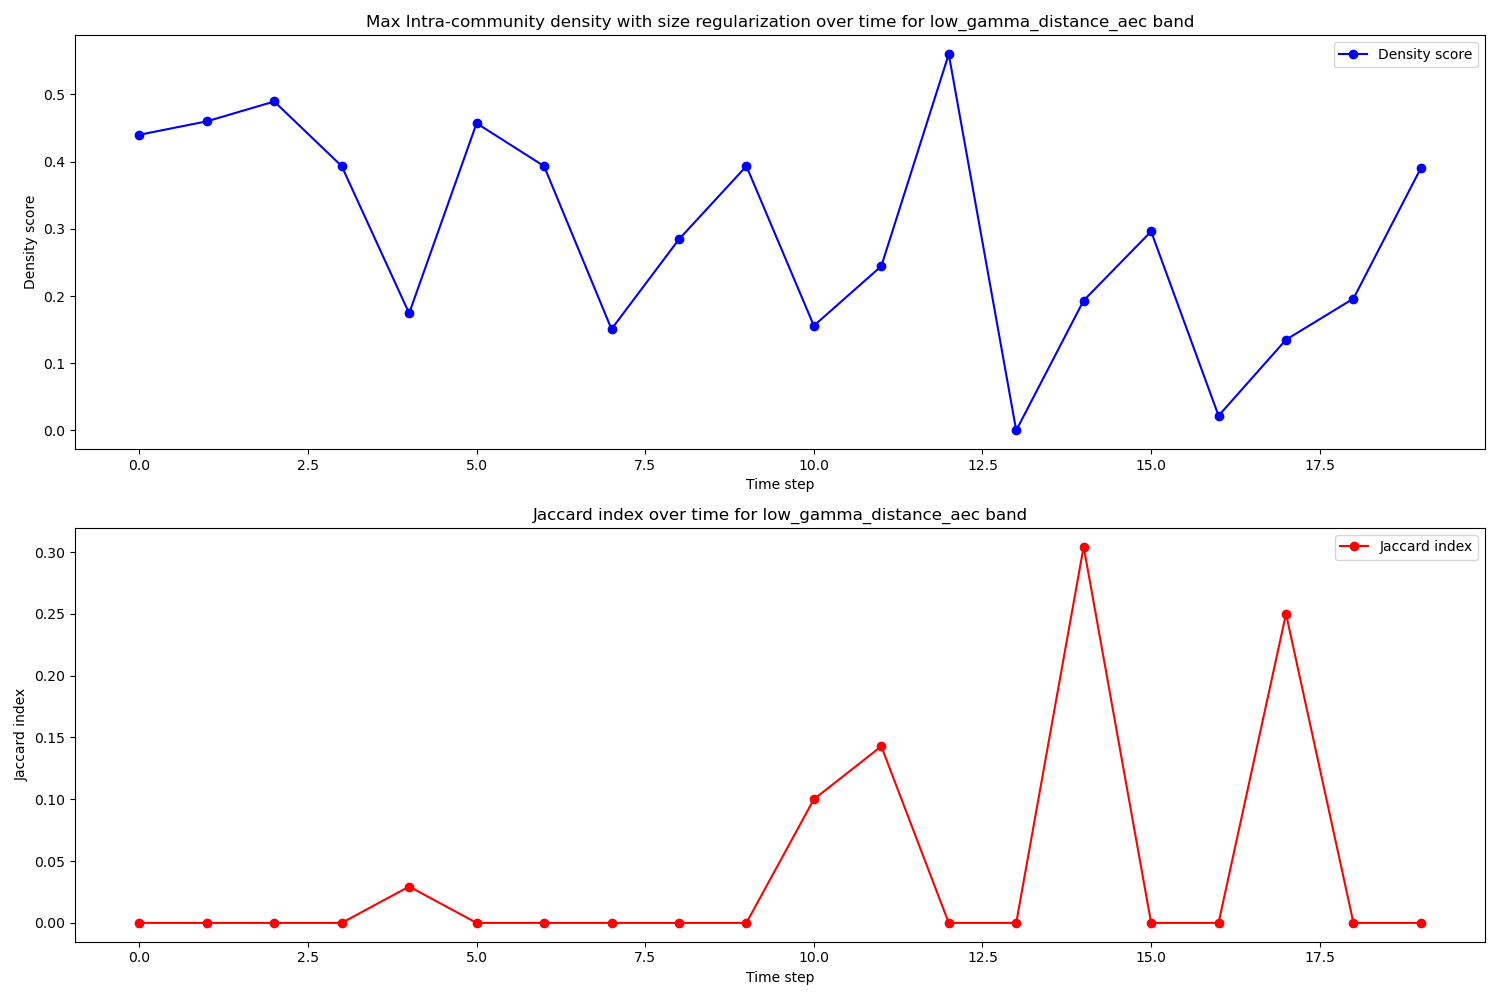 Max Intra-community density with size regularization over time for low_gamma_distance_aec band
Density score
0.5
0.4
0.3
0.2
0.1
0.0
Density score
0.0 2.5 5.0 7.5 10.0 12.5 15.0 17.5
Time step
Jaccard index over time for low_gamma_distance_aec band
Jaccard index
0.30
0.25
0.20
0.15
0.10
0.05
0.00
Jaccard index
0.0 2.5 5.0 7.5 10.0 12.5 15.0 17.5
Time step